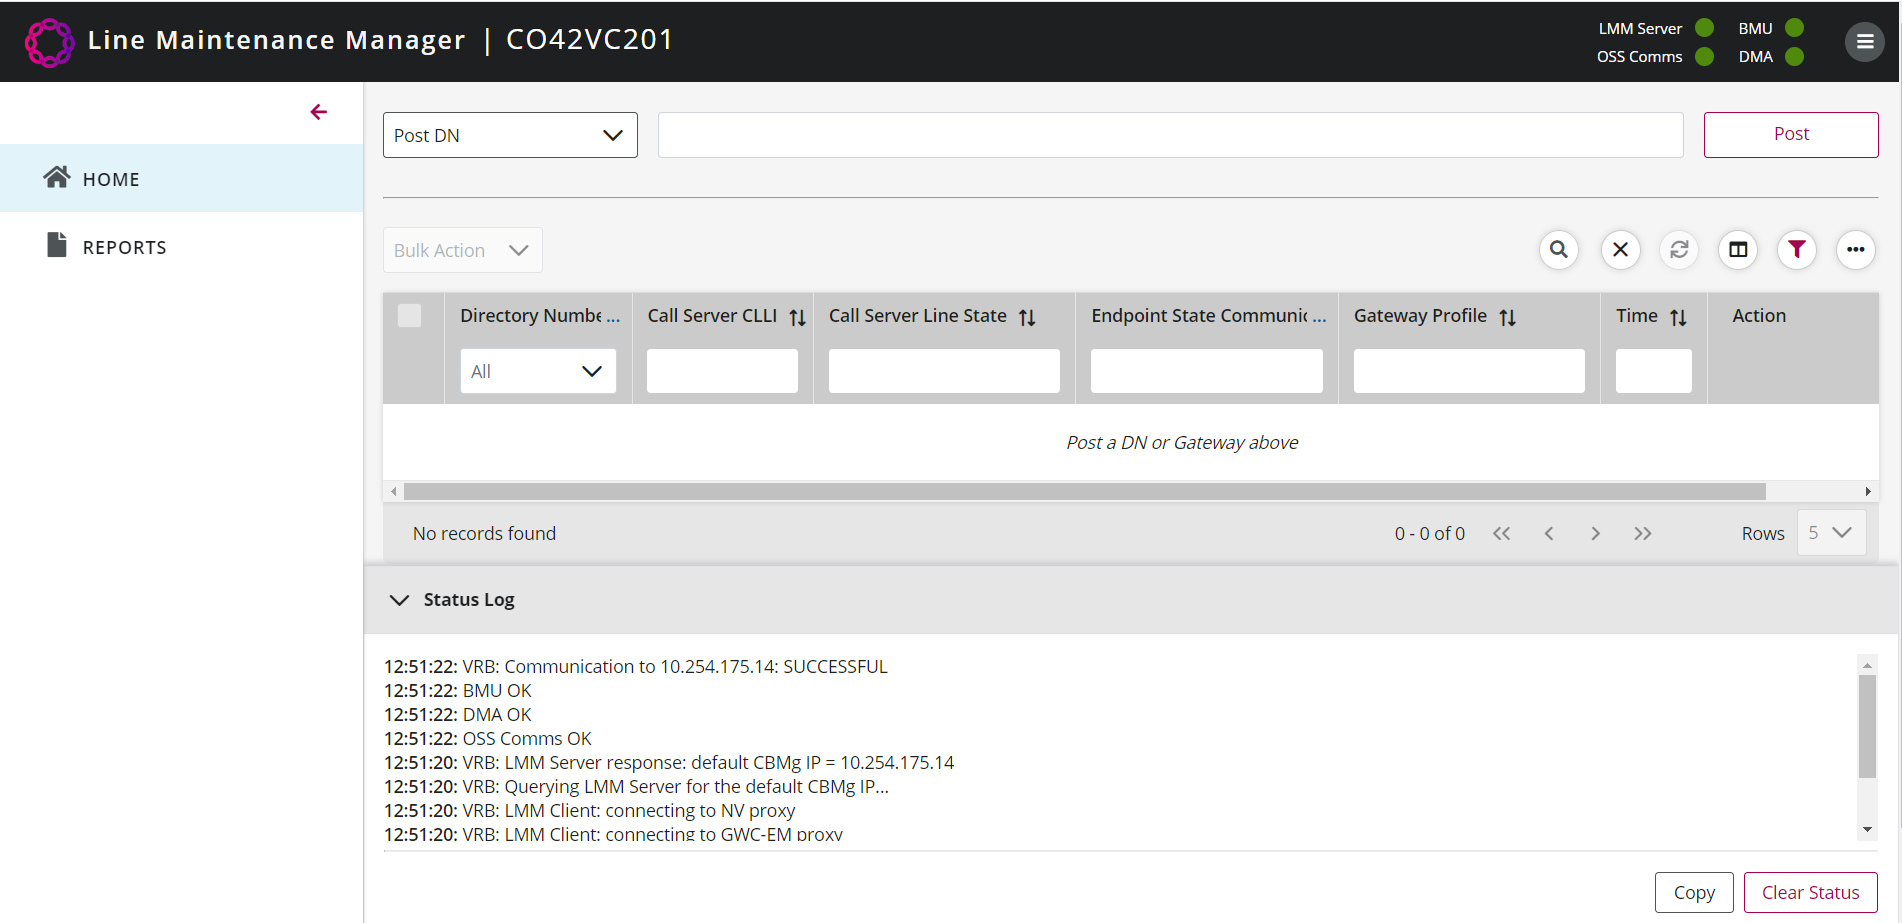 Line Maintenance Manager | CO42VC201
LMM Server BMU
OSS Comms DMA
HOME
REPORTS
Post DN
Post
Bulk Action
Directory Numbe... Call Server CLLI Call Server Line State Endpoint State Communic... Gateway Profile Time Action
All
Post a DN or Gateway above
No records found 0 - 0 of 0 Rows 5
Status Log
12:51:22: VRB: Communication to 10.254.175.14: SUCCESSFUL
12:51:22: BMU OK
12:51:22: DMA OK
12:51:22: OSS Comms OK
12:51:20: VRB: LMM Server response: default CBMg IP = 10.254.175.14
12:51:20: VRB: Querying LMM Server for the default CBMg IP...
12:51:20: VRB: LMM Client: connecting to NV proxy
12:51:20: VRB: LMM Client: connecting to GWC-EM proxy
Copy Clear Status